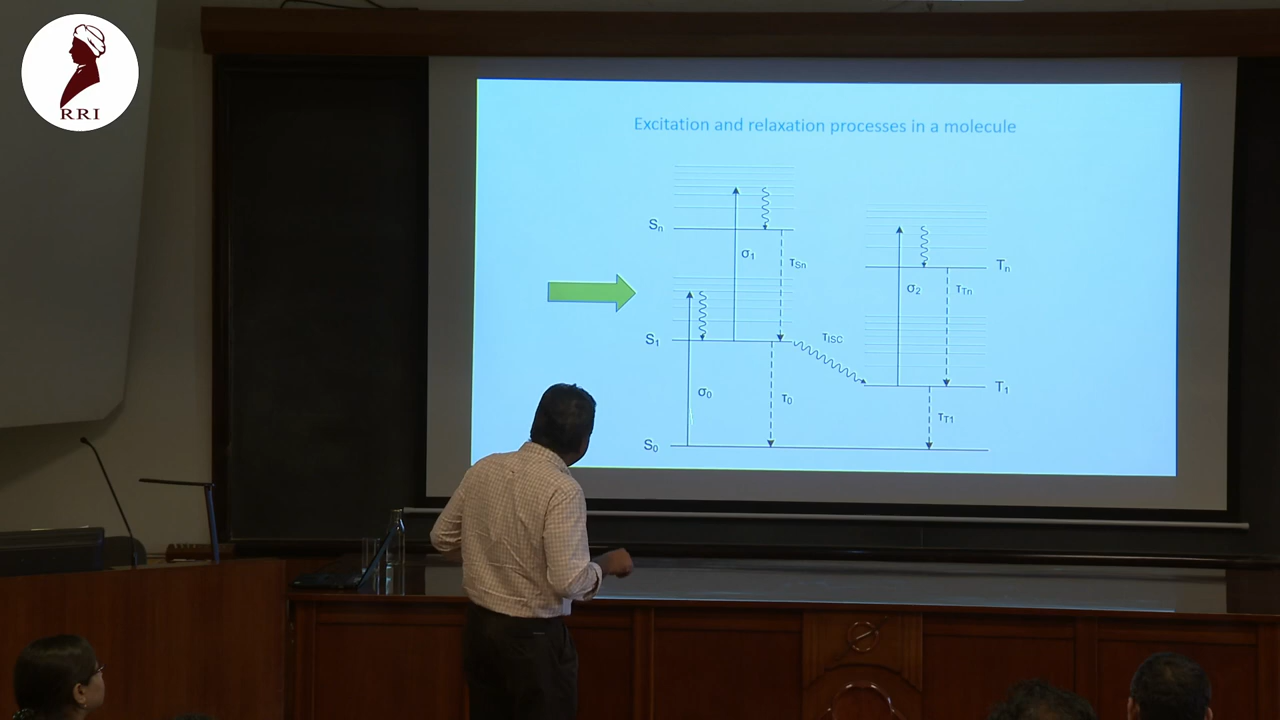 RRI
Excitation and relaxation processes in a molecule
Sn
σ1
τSn
Tn
σ2
τTn
S1
τISC
T1
σ0
τ0
τT1
S0